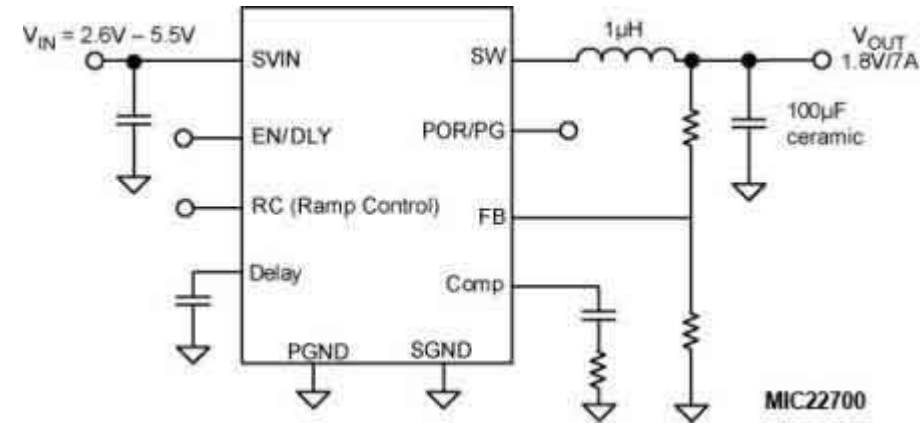 V_IN = 2.6V – 5.5V
SVIN
EN/DLY
RC (Ramp Control)
Delay
PGND
SGND
SW
POR/PG
FB
Comp
1µH
V_OUT
1.8V/7A
100µF
ceramic
MIC22700